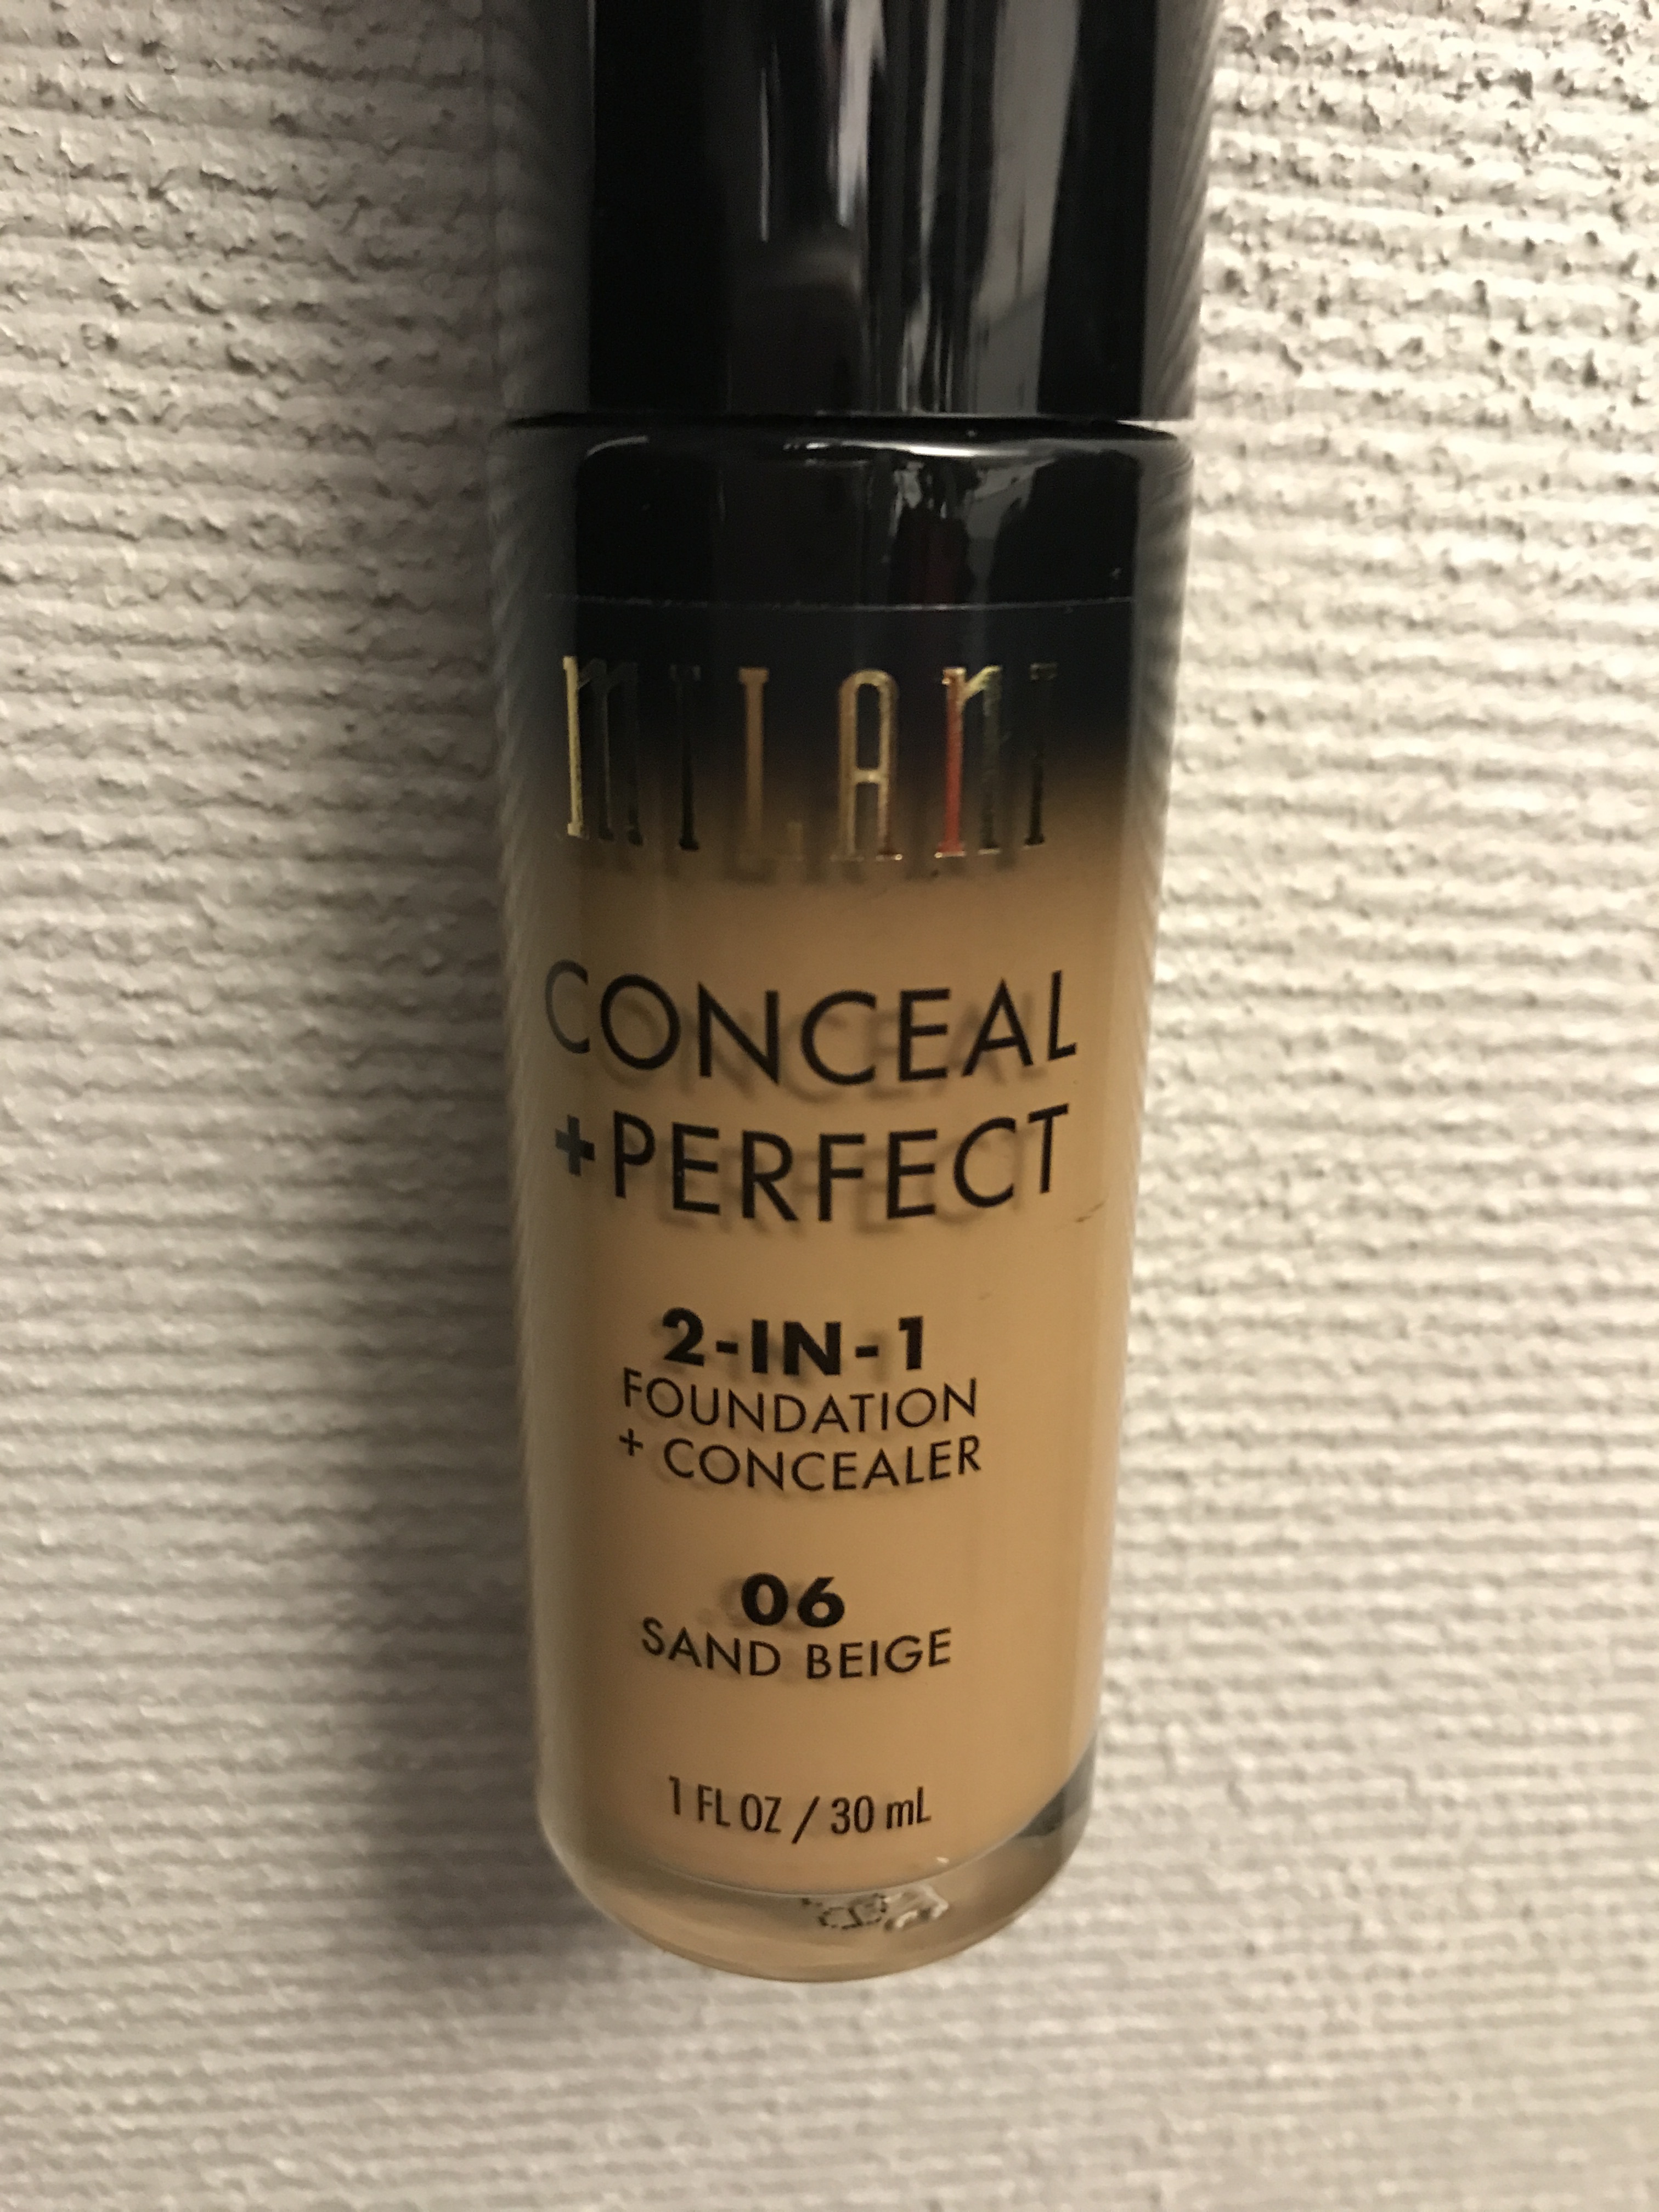 mILAnI
CONCEAL
+PERFECT
2-IN-1
FOUNDATION
+ CONCEALER
06
SAND BEIGE
1 FL OZ / 30 mL